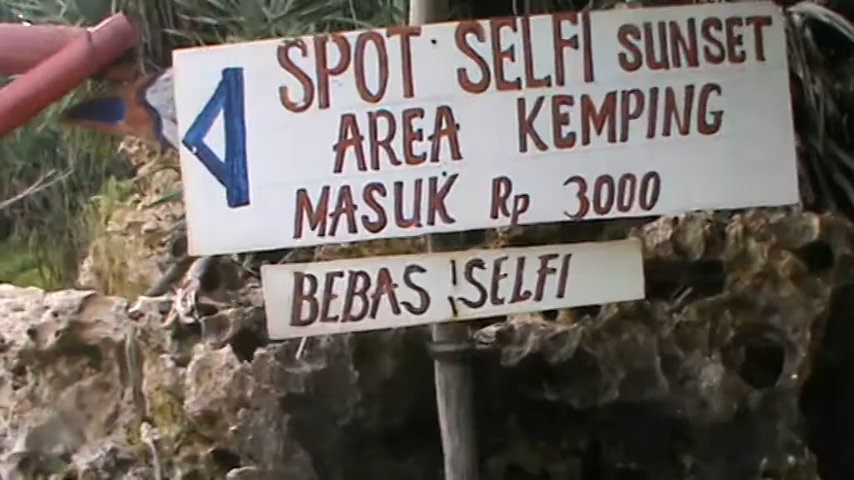 SPOT SELFI SUNSET
AREA KEMPING
MASUK Rp 3000
BEBAS SELFI